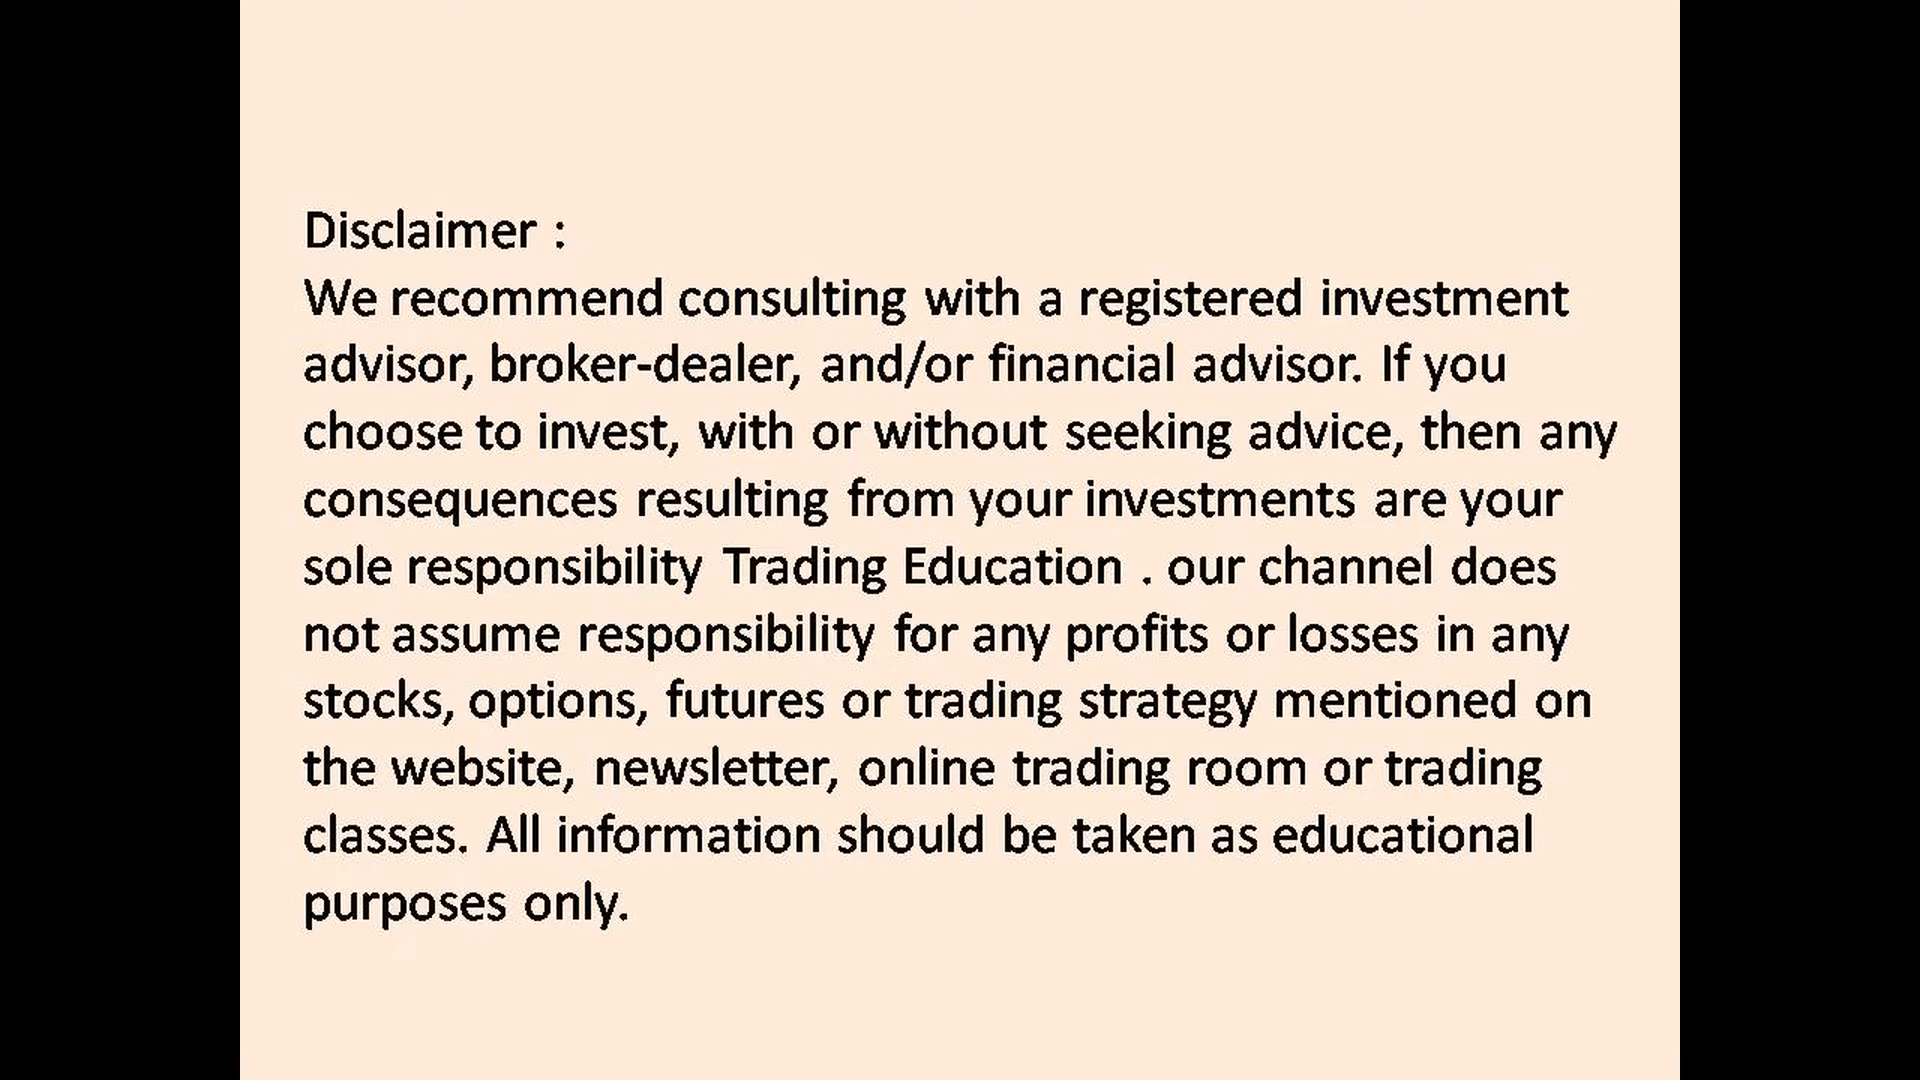 Disclaimer :
We recommend consulting with a registered investment
advisor, broker-dealer, and/or financial advisor. If you
choose to invest, with or without seeking advice, then any
consequences resulting from your investments are your
sole responsibility Trading Education . our channel does
not assume responsibility for any profits or losses in any
stocks, options, futures or trading strategy mentioned on
the website, newsletter, online trading room or trading
classes. All information should be taken as educational
purposes only.